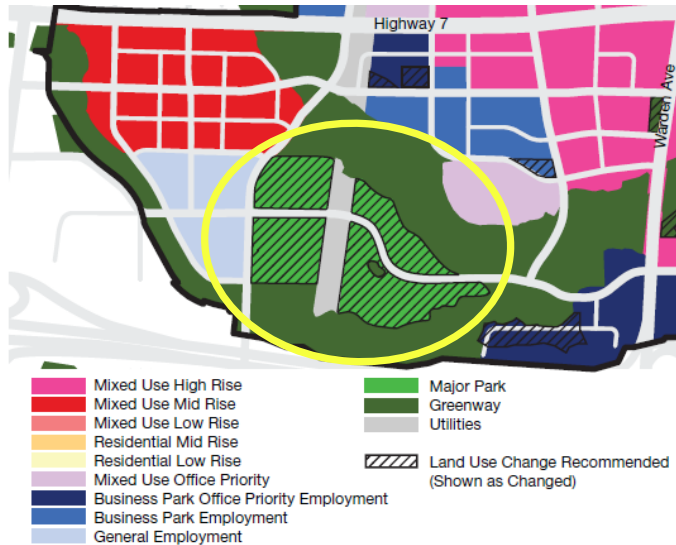 Highway 7
Warden Ave
Mixed Use High Rise
Mixed Use Mid Rise
Mixed Use Low Rise
Residential Mid Rise
Residential Low Rise
Mixed Use Office Priority
Business Park Office Priority Employment
Business Park Employment
General Employment
Major Park
Greenway
Utilities
Land Use Change Recommended
(Shown as Changed)